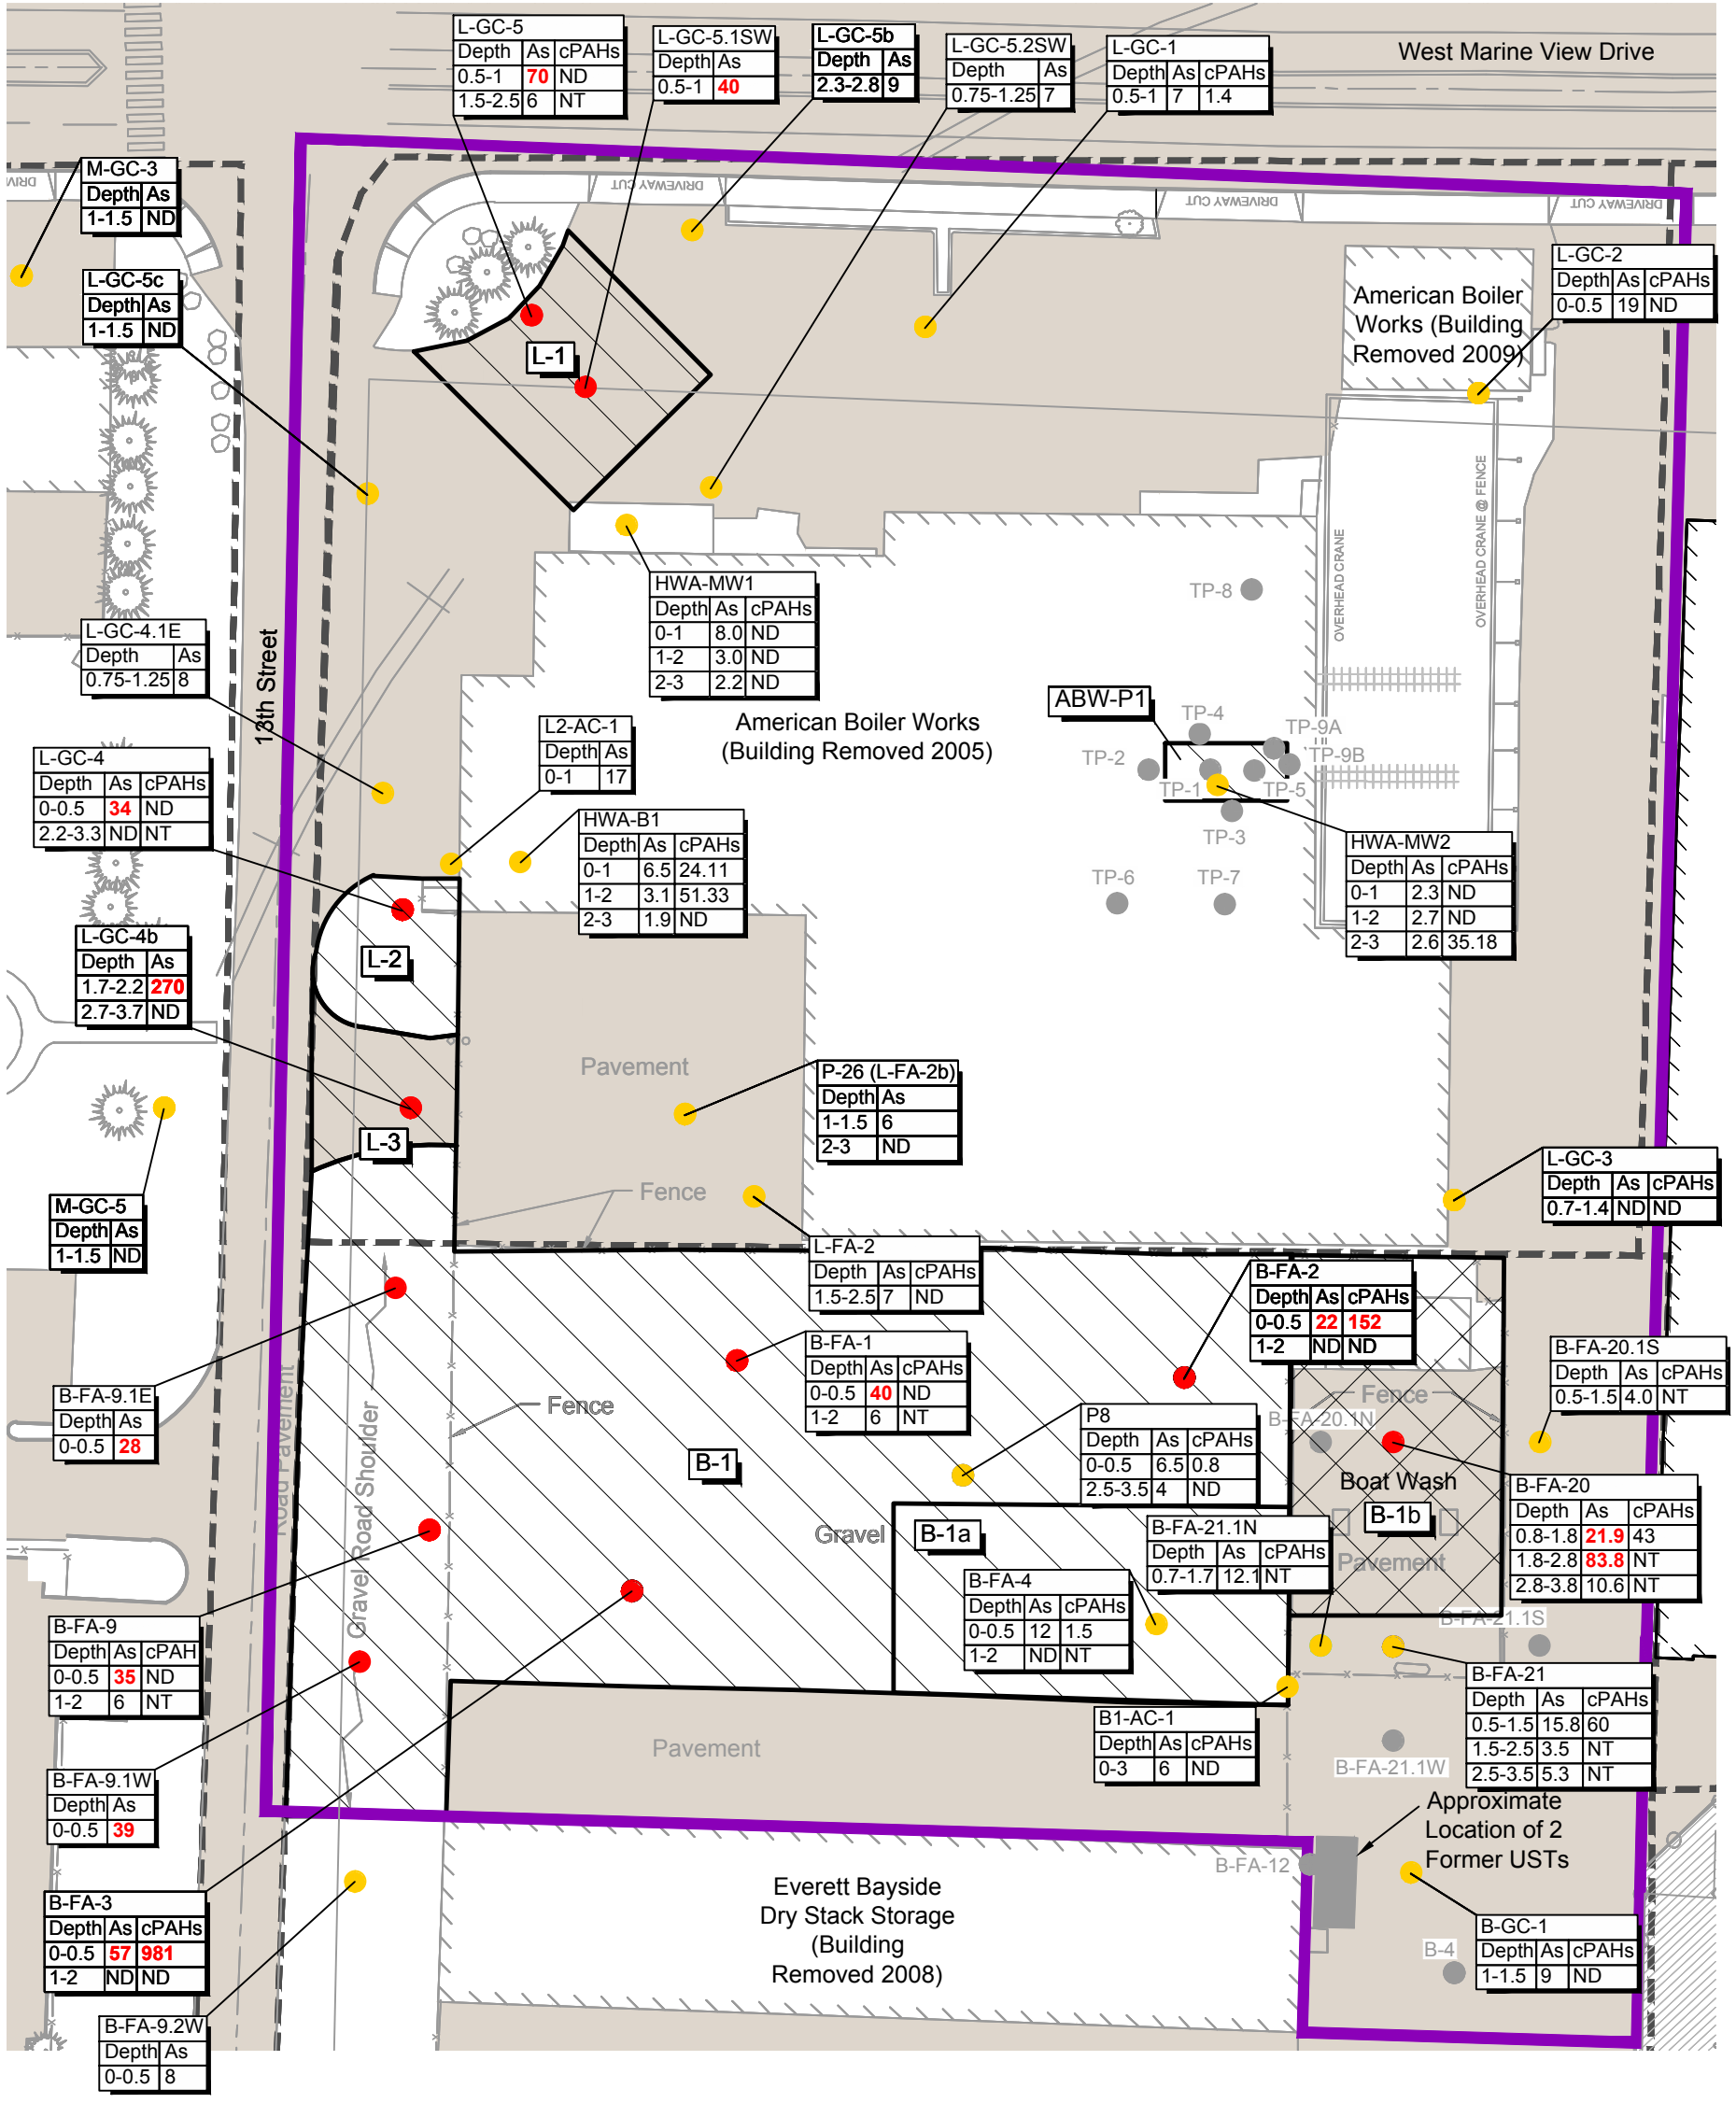 West Marine View Drive
L-GC-5
Depth As cPAHs
0.5-1 70 ND
1.5-2.5 6 NT
L-GC-5.1SW
Depth As
0.5-1 40
L-GC-5b
Depth As
2.3-2.8 9
L-GC-5.2SW
Depth As
0.75-1.25 7
L-GC-1
Depth As cPAHs
0.5-1 7 1.4
M-GC-3
Depth As
1-1.5 ND
DRIVEWAY CUT
DRIVEWAY CUT
DRIVEWAY CUT
L-GC-5c
Depth As
1-1.5 ND
L-GC-2
Depth As cPAHs
0-0.5 19 ND
American Boiler
Works (Building
Removed 2009)
L-1
OVERHEAD CRANE
OVERHEAD CRANE @ FENCE
HWA-MW1
Depth As cPAHs
0-1 8.0 ND
1-2 3.0 ND
2-3 2.2 ND
TP-8
L-GC-4.1E
Depth As
0.75-1.25 8
13th Street
American Boiler Works
(Building Removed 2005)
ABW-P1
TP-4
TP-9A
TP-2
TP-9B
TP-1
TP-5
TP-3
TP-6
TP-7
L2-AC-1
Depth As
0-1 17
L-GC-4
Depth As cPAHs
0-0.5 34 ND
2.2-3.3 ND NT
HWA-B1
Depth As cPAHs
0-1 6.5 24.11
1-2 3.1 51.33
2-3 1.9 ND
HWA-MW2
Depth As cPAHs
0-1 2.3 ND
1-2 2.7 ND
2-3 2.6 35.18
L-GC-4b
Depth As
1.7-2.2 270
2.7-3.7 ND
L-2
Pavement
P-26 (L-FA-2b)
Depth As
1-1.5 6
2-3 ND
L-3
Fence
L-GC-3
Depth As cPAHs
0.7-1.4 ND ND
M-GC-5
Depth As
1-1.5 ND
L-FA-2
Depth As cPAHs
1.5-2.5 7 ND
B-FA-2
Depth As cPAHs
0-0.5 22 152
1-2 ND ND
B-FA-1
Depth As cPAHs
0-0.5 40 ND
1-2 6 NT
B-FA-20.1S
Depth As cPAHs
0.5-1.5 4.0 NT
B-FA-9.1E
Depth As
0-0.5 28
Road Pavement
Gravel Road Shoulder
Fence
Fence
B-FA-20.1N
P8
Depth As cPAHs
0-0.5 6.5 0.8
2.5-3.5 4 ND
B-1
Boat Wash
B-1b
Pavement
B-FA-20
Depth As cPAHs
0.8-1.8 21.9 43
1.8-2.8 83.8 NT
2.8-3.8 10.6 NT
Gravel
B-1a
B-FA-21.1N
Depth As cPAHs
0.7-1.7 12.1 NT
B-FA-4
Depth As cPAHs
0-0.5 12 1.5
1-2 ND NT
B-FA-21.1S
B-FA-9
Depth As cPAH
0-0.5 35 ND
1-2 6 NT
B-FA-21
Depth As cPAHs
0.5-1.5 15.8 60
1.5-2.5 3.5 NT
2.5-3.5 5.3 NT
B1-AC-1
Depth As cPAHs
0-3 6 ND
Pavement
B-FA-21.1W
B-FA-9.1W
Depth As
0-0.5 39
Approximate
Location of 2
Former USTs
B-FA-12
Everett Bayside
Dry Stack Storage
(Building
Removed 2008)
B-FA-3
Depth As cPAHs
0-0.5 57 981
1-2 ND ND
B-GC-1
Depth As cPAHs
1-1.5 9 ND
B-4
B-FA-9.2W
Depth As
0-0.5 8